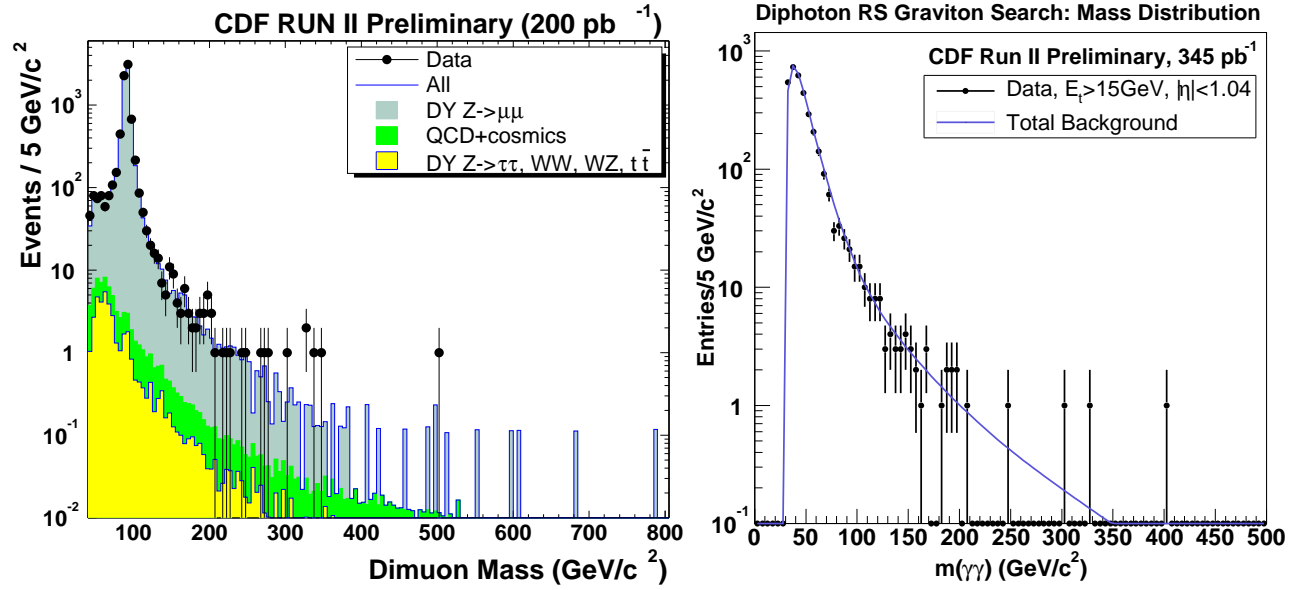 CDF RUN II Preliminary (200 pb⁻¹)
Events / 5 GeV/c²
Data
All
DY Z->μμ
QCD+cosmics
DY Z->ττ, WW, WZ, t t̅
10³
10²
10
1
10⁻¹
10⁻²
100 200 300 400 500 600 700 800
Dimuon Mass (GeV/c²)
Diphoton RS Graviton Search: Mass Distribution
CDF Run II Preliminary, 345 pb⁻¹
Data, E_t>15GeV, |η|<1.04
Total Background
Entries/5 GeV/c²
10³
10²
10
1
10⁻¹
0 50 100 150 200 250 300 350 400 450 500
m(γγ) (GeV/c²)